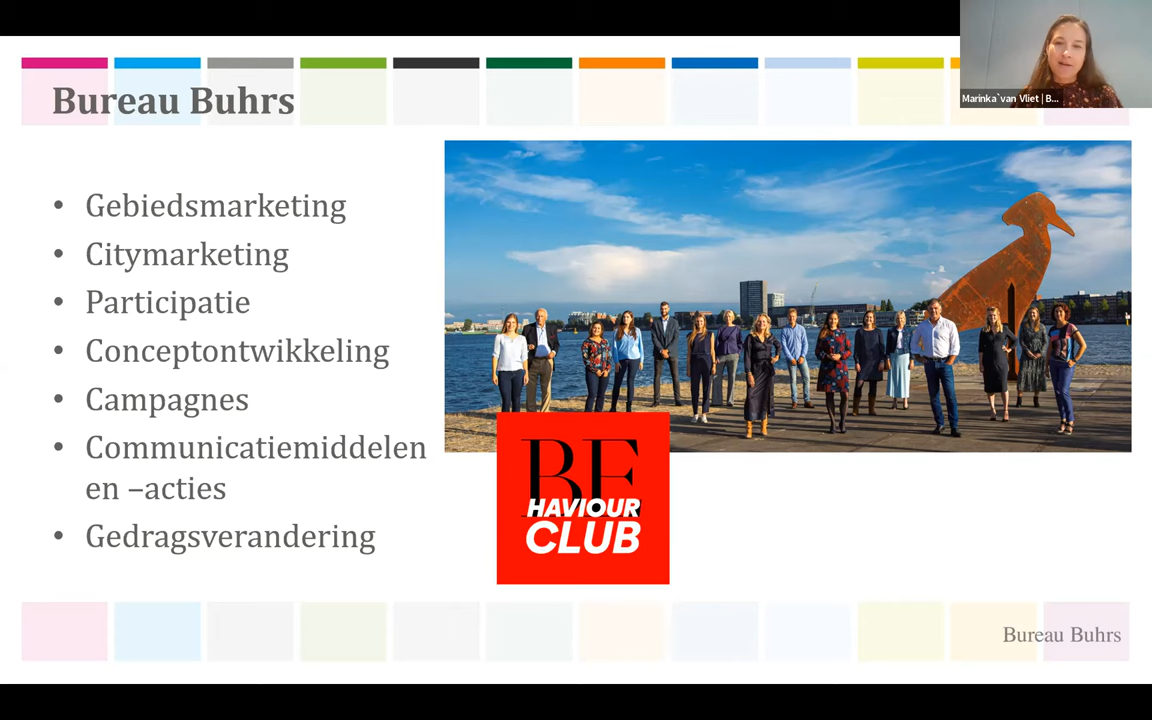 Bureau Buhrs
Marinka`van Vliet | B...
• Gebiedsmarketing
• Citymarketing
• Participatie
• Conceptontwikkeling
• Campagnes
• Communicatiemiddelen
en –acties
• Gedragsverandering
BE
HAVIOUR
CLUB
Bureau Buhrs